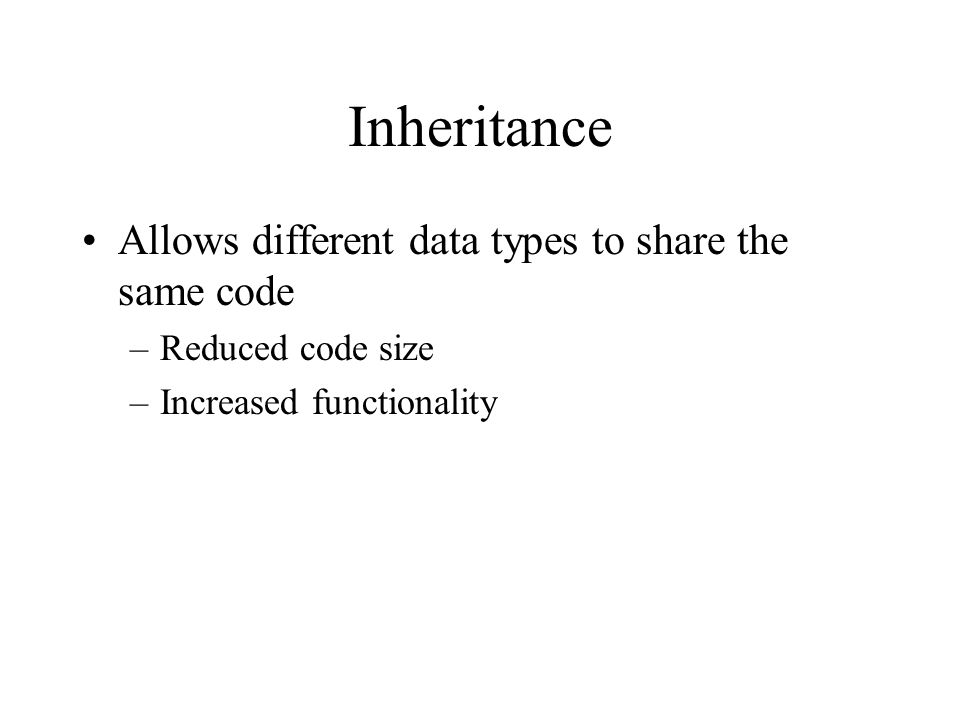 Inheritance
• Allows different data types to share the
same code
– Reduced code size
– Increased functionality